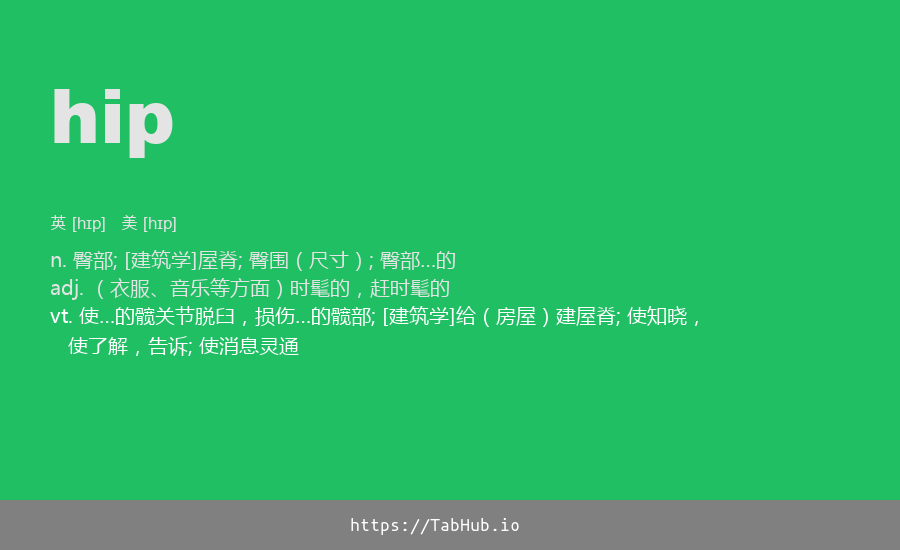 hip
英 [hɪp] 美 [hɪp]
n. 臀部; [建筑学]屋脊; 臀围（尺寸）; 臀部…的
adj. （衣服、音乐等方面）时髦的，赶时髦的
vt. 使…的髋关节脱臼，损伤…的髋部; [建筑学]给（房屋）建屋脊; 使知晓，
使了解，告诉; 使消息灵通
https://TabHub.io